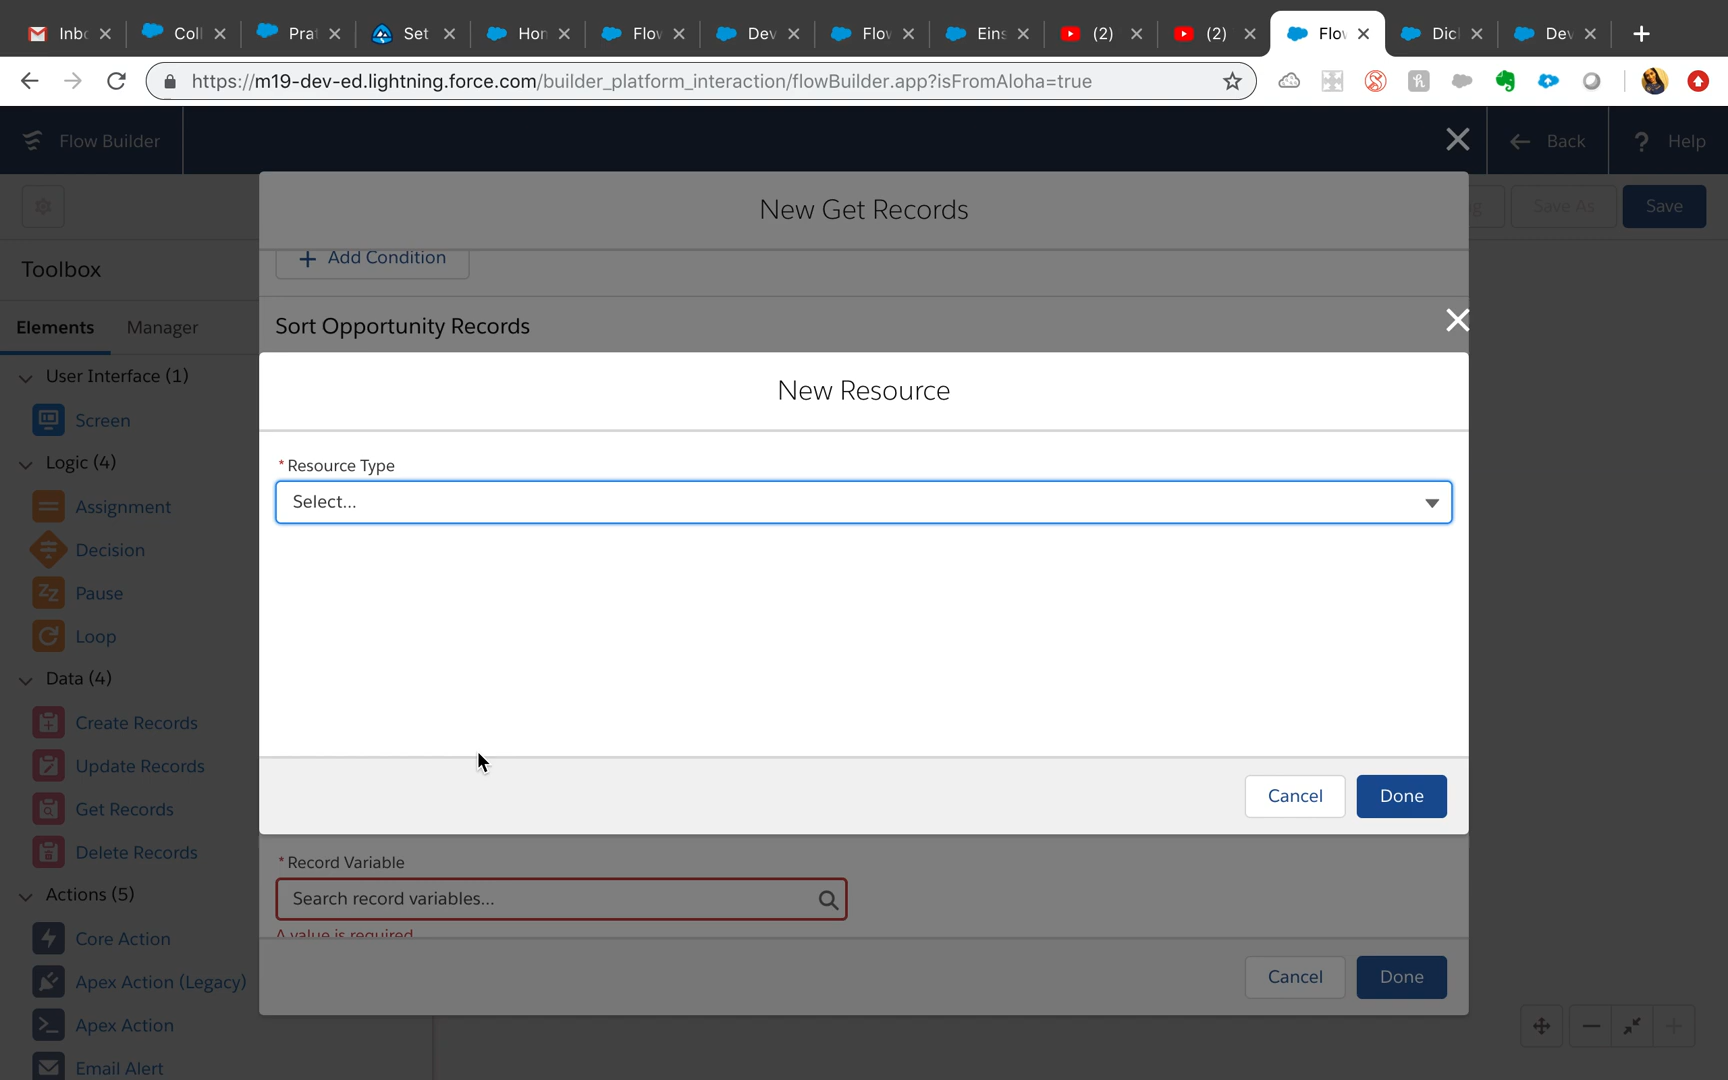 Inb Coll Pra Set Hor Flo Dev Flo Ein (2) (2) Flo Dic Dev
https://m19-dev-ed.lightning.force.com/builder_platform_interaction/flowBuilder.app?isFromAloha=true
Flow Builder
Back
? Help
New Get Records
Save As
Save
+ Add Condition
Toolbox
Elements Manager
Sort Opportunity Records
User Interface (1)
Screen
Logic (4)
Assignment
Decision
Pause
Loop
Data (4)
Create Records
Update Records
Get Records
Delete Records
Actions (5)
Core Action
Apex Action (Legacy)
Apex Action
Email Alert
New Resource
* Resource Type
Select...
Cancel Done
* Record Variable
Search record variables...
A value is required
Cancel Done